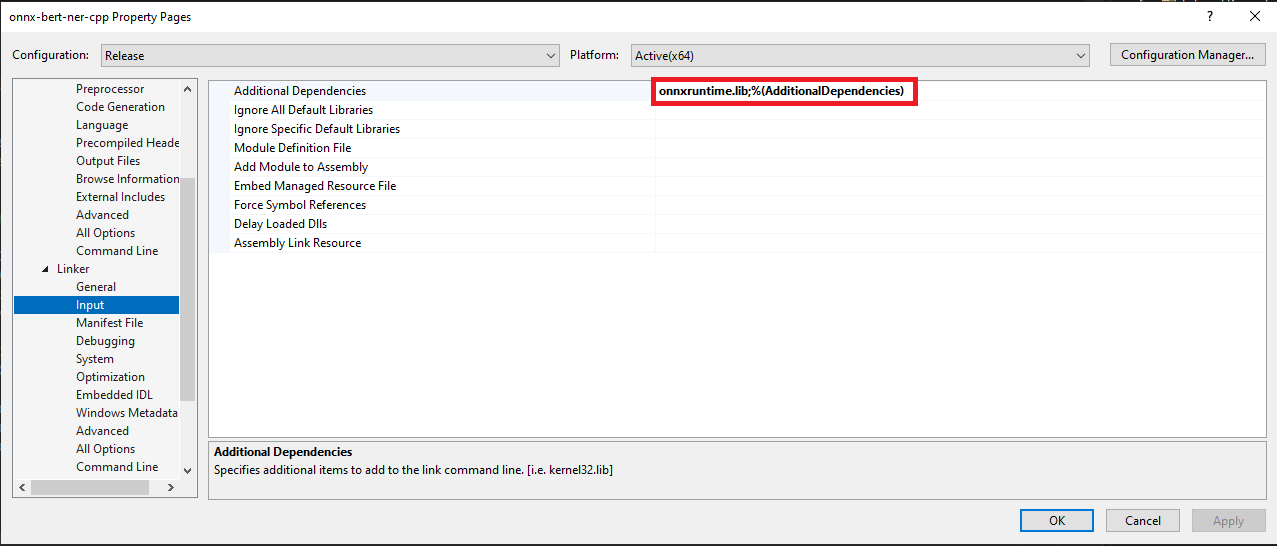 onnx-bert-ner-cpp Property Pages
Configuration: Release Platform: Active(x64) Configuration Manager...
Preprocessor
Code Generation
Language
Precompiled Heade
Output Files
Browse Information
External Includes
Advanced
All Options
Command Line
Linker
General
Input
Manifest File
Debugging
System
Optimization
Embedded IDL
Windows Metadata
Advanced
All Options
Command Line
Additional Dependencies onnxruntime.lib;%(AdditionalDependencies)
Ignore All Default Libraries
Ignore Specific Default Libraries
Module Definition File
Add Module to Assembly
Embed Managed Resource File
Force Symbol References
Delay Loaded Dlls
Assembly Link Resource
Additional Dependencies
Specifies additional items to add to the link command line. [i.e. kernel32.lib]
OK Cancel Apply